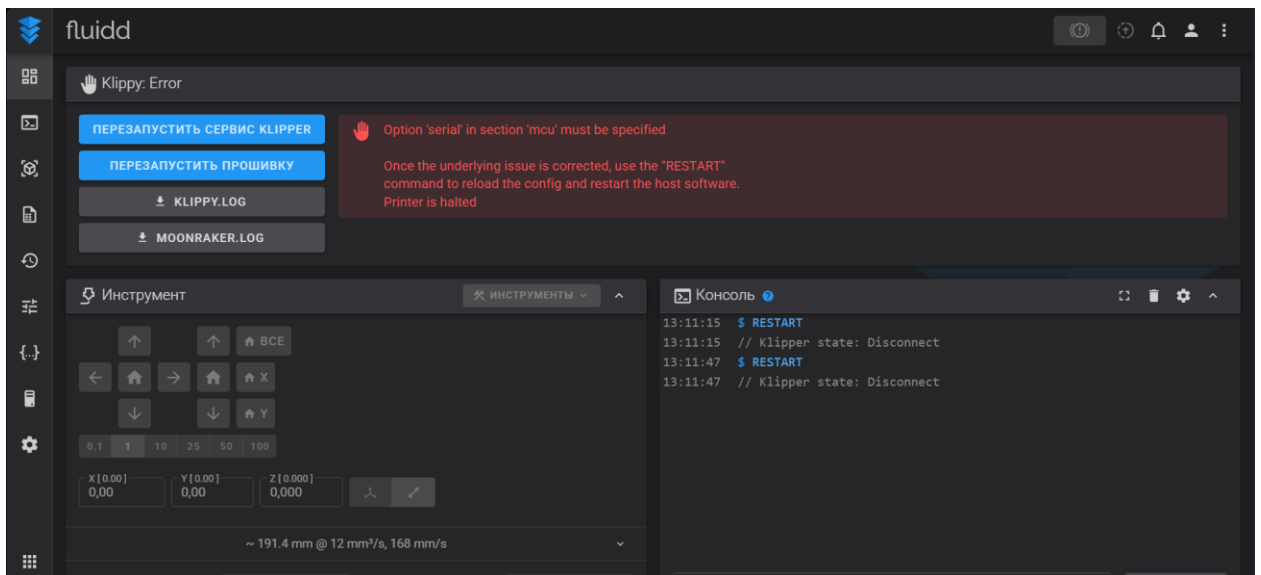 fluidd
Klippy: Error
ПЕРЕЗАПУСТИТЬ СЕРВИС KLIPPER
ПЕРЕЗАПУСТИТЬ ПРОШИВКУ
KLIPPY.LOG
MOONRAKER.LOG
Option 'serial' in section 'mcu' must be specified
Once the underlying issue is corrected, use the "RESTART"
command to reload the config and restart the host software.
Printer is halted
Инструмент
ИНСТРУМЕНТЫ
ВСЕ
X
Y
0.1 1 10 25 50 100
X [ 0.00 ] Y [ 0.00 ] Z [ 0.000 ]
0,00 0,00 0,000
~ 191.4 mm @ 12 mm³/s, 168 mm/s
Консоль
13:11:15 $ RESTART
13:11:15 // Klipper state: Disconnect
13:11:47 $ RESTART
13:11:47 // Klipper state: Disconnect